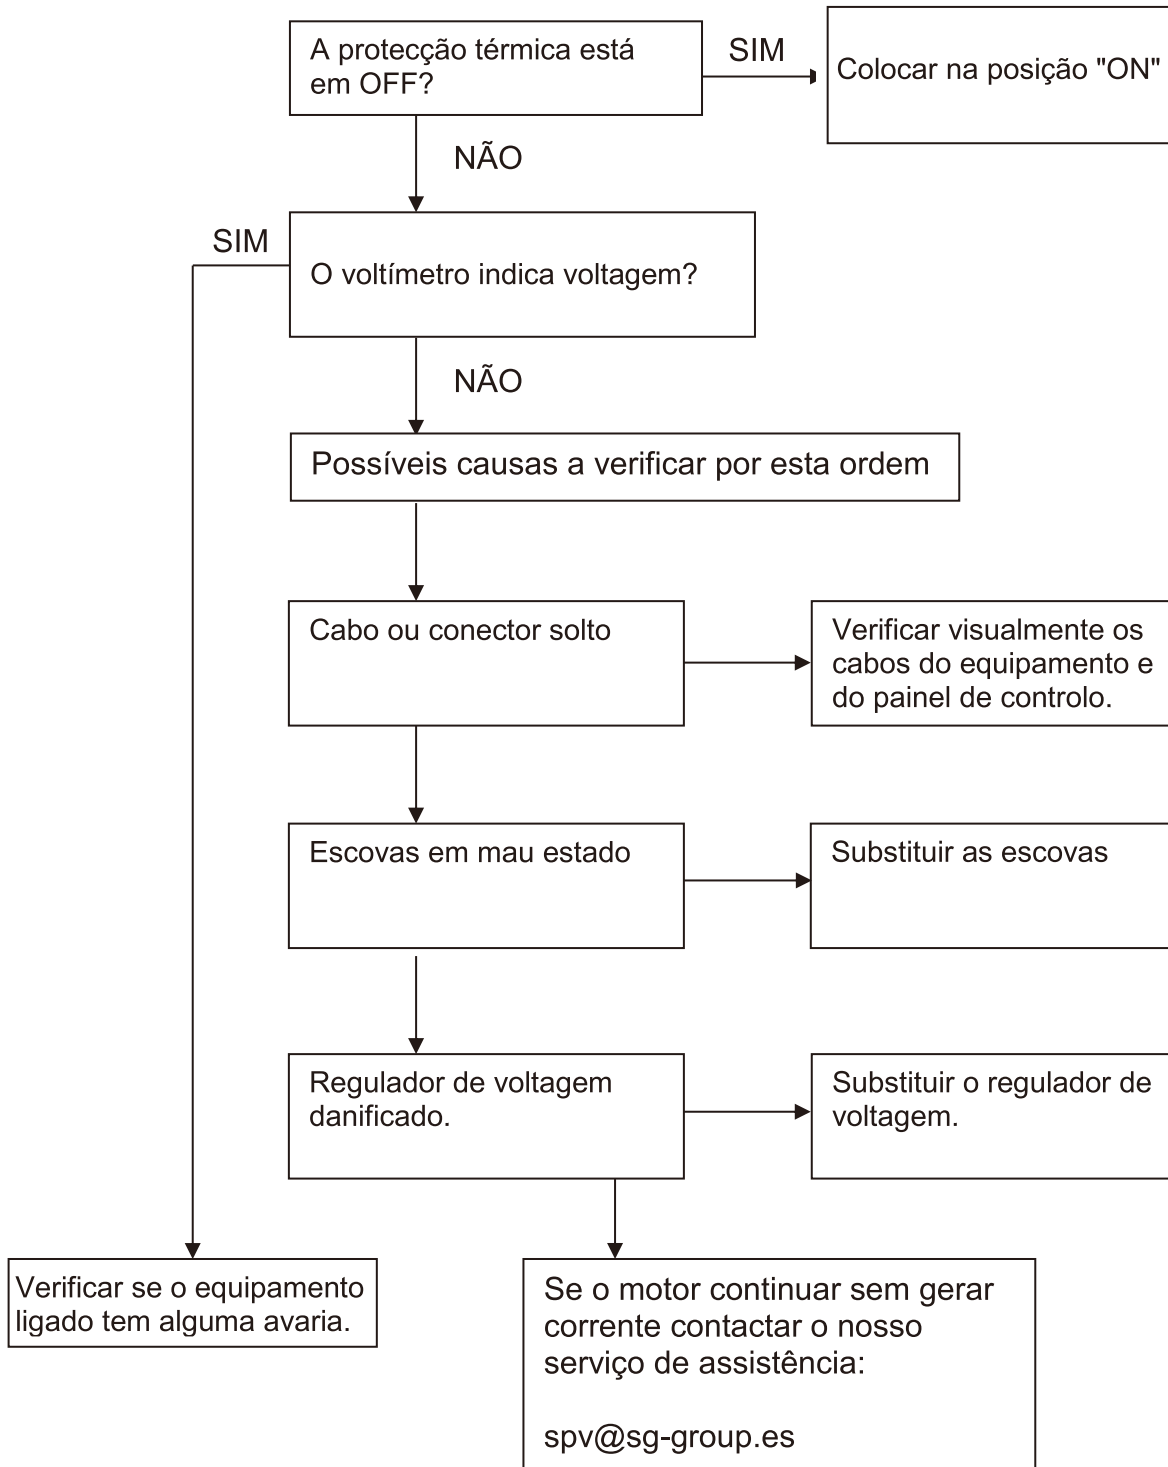 A protecção térmica está
em OFF?
SIM
Colocar na posição "ON"
NÃO
SIM
O voltímetro indica voltagem?
NÃO
Possíveis causas a verificar por esta ordem
Cabo ou conector solto
Verificar visualmente os
cabos do equipamento e
do painel de controlo.
Escovas em mau estado
Substituir as escovas
Regulador de voltagem
danificado.
Substituir o regulador de
voltagem.
Verificar se o equipamento
ligado tem alguma avaria.
Se o motor continuar sem gerar
corrente contactar o nosso
serviço de assistência:
spv@sg-group.es